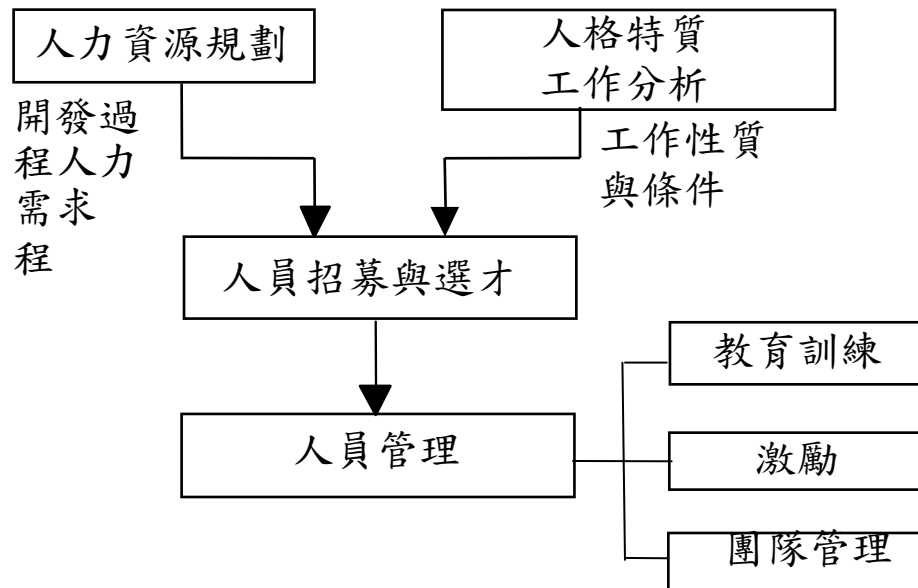 人力資源規劃
人格特質
工作分析
開發過
程人力
需求
程
工作性質
與條件
人員招募與選才
教育訓練
人員管理
激勵
團隊管理